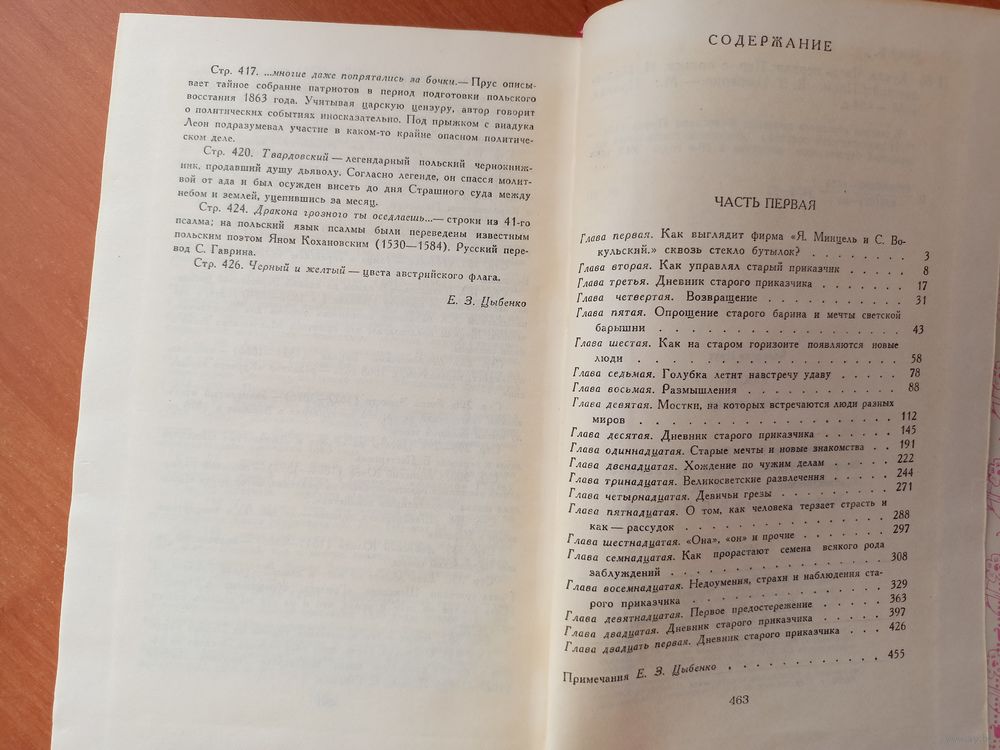 Стр. 417. ...многие даже попрятались за бочки.— Прус описы-
вает тайное собрание патриотов в период подготовки польского
восстания 1863 года. Учитывая царскую цензуру, автор говорит
о политических событиях иносказательно. Под прыжком с виадука
Леон подразумевал участие в каком-то крайне опасном политиче-
ском деле.
Стр. 420. Твардовский — легендарный польский чернокниж-
ник, продавший душу дьяволу. Согласно легенде, он спасся молит-
вой от ада и был осужден висеть до дня Страшного суда между
небом и землей, уцепившись за месяц.
Стр. 424. Дракона грозного ты оседлаешь...— строки из 41-го
псалма; на польский язык псалмы были переведены известным
польским поэтом Яном Кохановским (1530—1584). Русский пере-
вод С. Гаврина.
Стр. 426. Черный и желтый — цвета австрийского флага.
Е. З. Цыбенко
СОДЕРЖАНИЕ
ЧАСТЬ ПЕРВАЯ
Глава первая. Как выглядит фирма «Я. Минцель и С. Во-
кульский.» сквозь стекло бутылок? . . . . . . . . 3
Глава вторая. Как управлял старый приказчик . . . . . 8
Глава третья. Дневник старого приказчика . . . . . . . 17
Глава четвертая. Возвращение . . . . . . . . . . . 31
Глава пятая. Опрощение старого барина и мечты светской
барышни . . . . . . . . . . . . . . . . . . 43
Глава шестая. Как на старом горизонте появляются новые
люди . . . . . . . . . . . . . . . . . . . 58
Глава седьмая. Голубка летит навстречу удаву . . . . . 78
Глава восьмая. Размышления . . . . . . . . . . . 88
Глава девятая. Мостки, на которых встречаются люди разных
миров . . . . . . . . . . . . . . . . . . 112
Глава десятая. Дневник старого приказчика . . . . . . 145
Глава одиннадцатая. Старые мечты и новые знакомства . . 191
Глава двенадцатая. Хождение по чужим делам . . . . . 222
Глава тринадцатая. Великосветские развлечения . . . . . 244
Глава четырнадцатая. Девичьи грезы . . . . . . . . 271
Глава пятнадцатая. О том, как человека терзает страсть и
как — рассудок . . . . . . . . . . . . . . . 288
Глава шестнадцатая. «Она», «он» и прочие . . . . . . 297
Глава семнадцатая. Как прорастают семена всякого рода
заблуждений . . . . . . . . . . . . . . . . 308
Глава восемнадцатая. Недоумения, страхи и наблюдения ста-
рого приказчика . . . . . . . . . . . . . . . 329
Глава девятнадцатая. Первое предостережение . . . . . 363
Глава двадцатая. Дневник старого приказчика . . . . . 397
Глава двадцать первая. Дневник старого приказчика . . . 426
Примечания Е. З. Цыбенко . . . . . . . . . . . 455
463